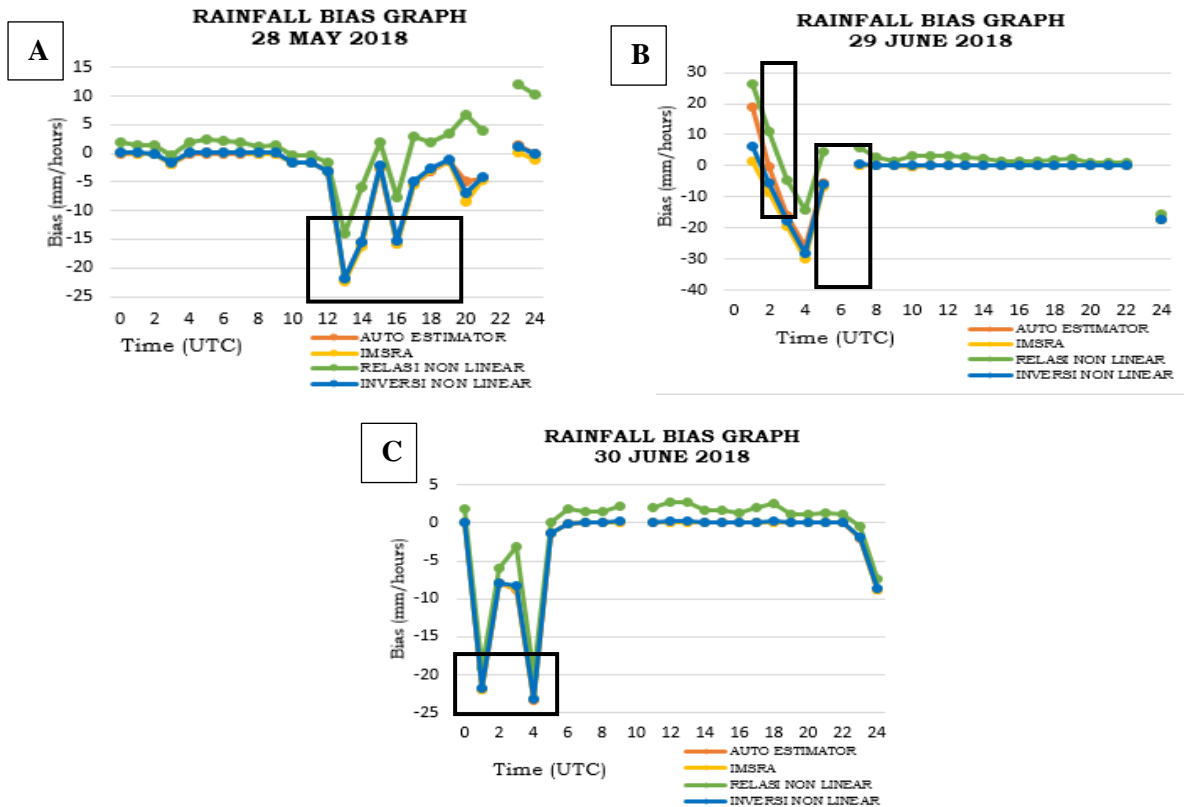 A
RAINFALL BIAS GRAPH
28 MAY 2018
Bias (mm/hours)
15
10
5
0
-5
-10
-15
-20
-25
0 2 4 6 8 10 12 14 16 18 20 22 24
Time (UTC)
AUTO ESTIMATOR
IMSRA
RELASI NON LINEAR
INVERSI NON LINEAR
B
RAINFALL BIAS GRAPH
29 JUNE 2018
Bias (mm/hours)
30
20
10
0
-10
-20
-30
-40
0 2 4 6 8 10 12 14 16 18 20 22 24
Time (UTC)
AUTO ESTIMATOR
IMSRA
RELASI NON LINEAR
INVERSI NON LINEAR
C
RAINFALL BIAS GRAPH
30 JUNE 2018
Bias (mm/hours)
5
0
-5
-10
-15
-20
-25
0 2 4 6 8 10 12 14 16 18 20 22 24
Time (UTC)
AUTO ESTIMATOR
IMSRA
RELASI NON LINEAR
INVERSI NON LINEAR